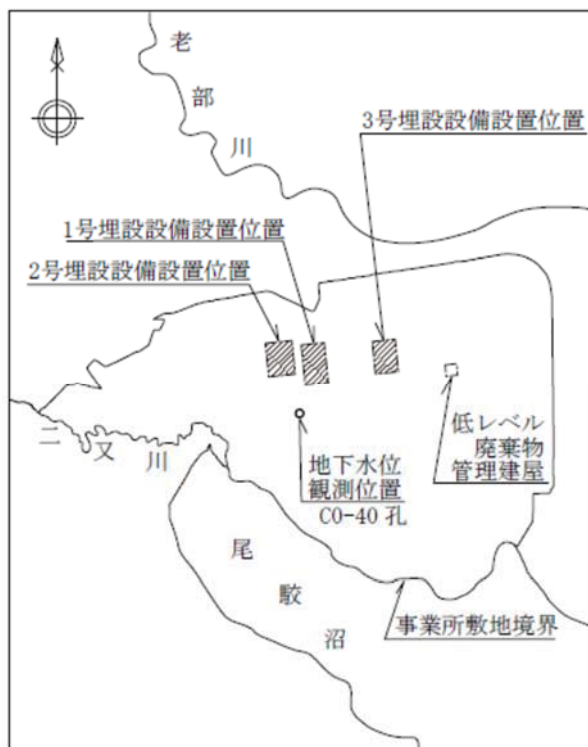 老部川
3号埋設設備設置位置
1号埋設設備設置位置
2号埋設設備設置位置
二又川
地下水位
観測位置
CO-40 孔
低レベル
廃棄物
管理建屋
尾駮沼
事業所敷地境界